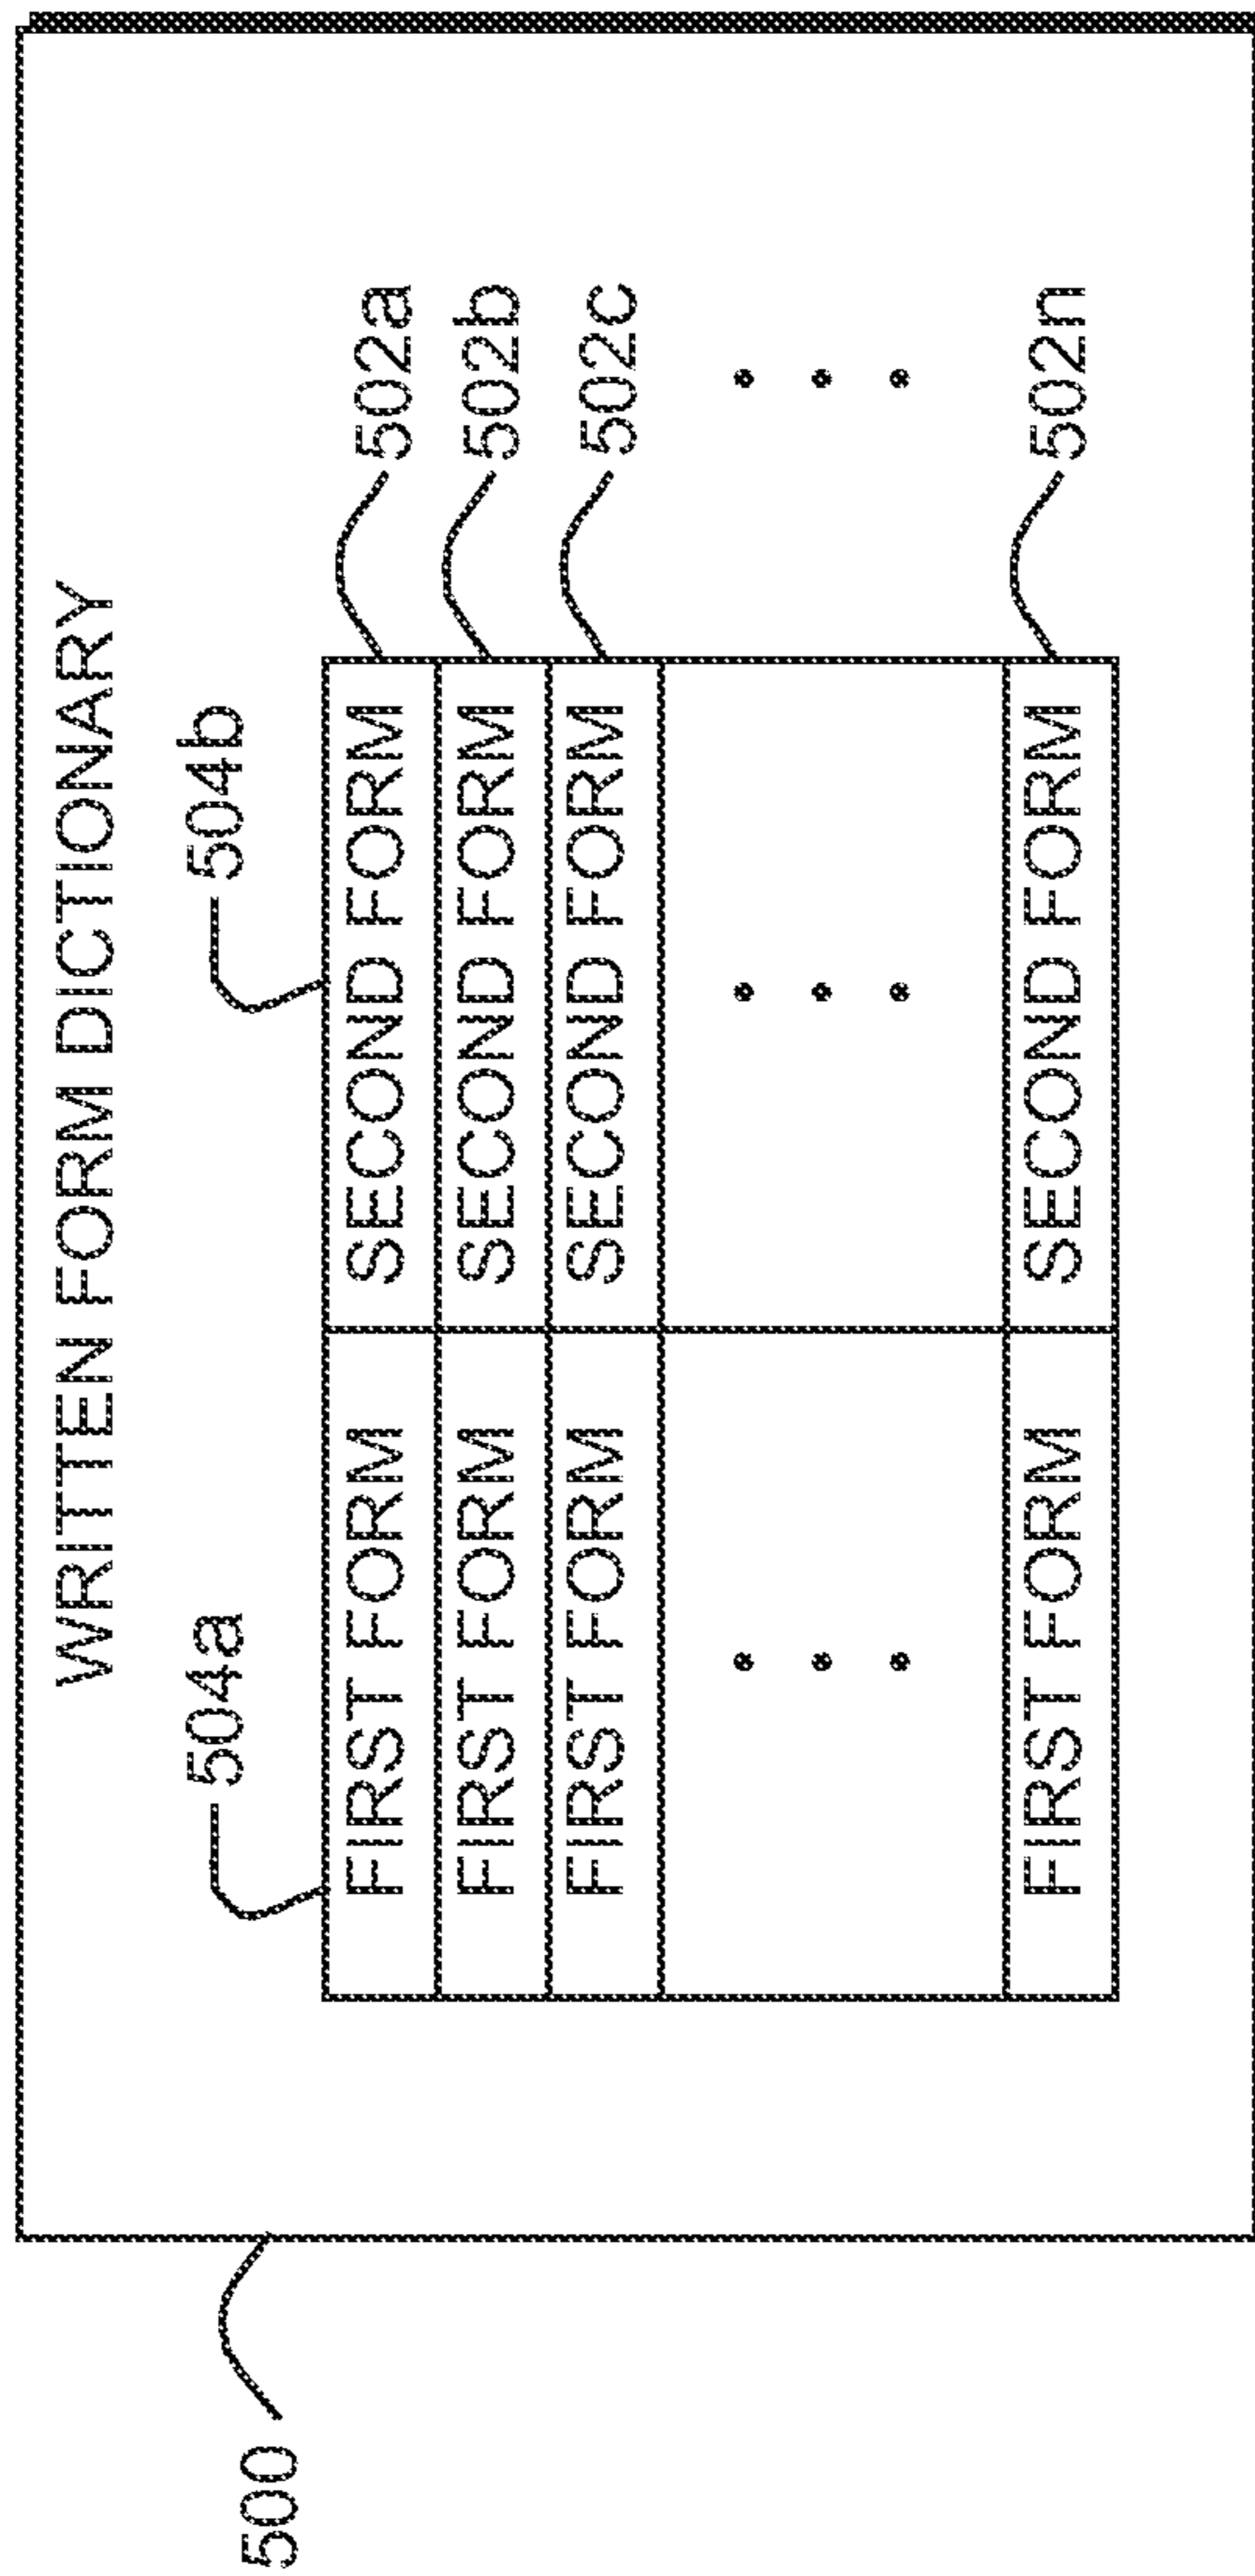 WRITTEN FORM DICTIONARY
504a 504b
FIRST FORM SECOND FORM 502a
FIRST FORM SECOND FORM 502b
FIRST FORM SECOND FORM 502c
FIRST FORM SECOND FORM 502n
500